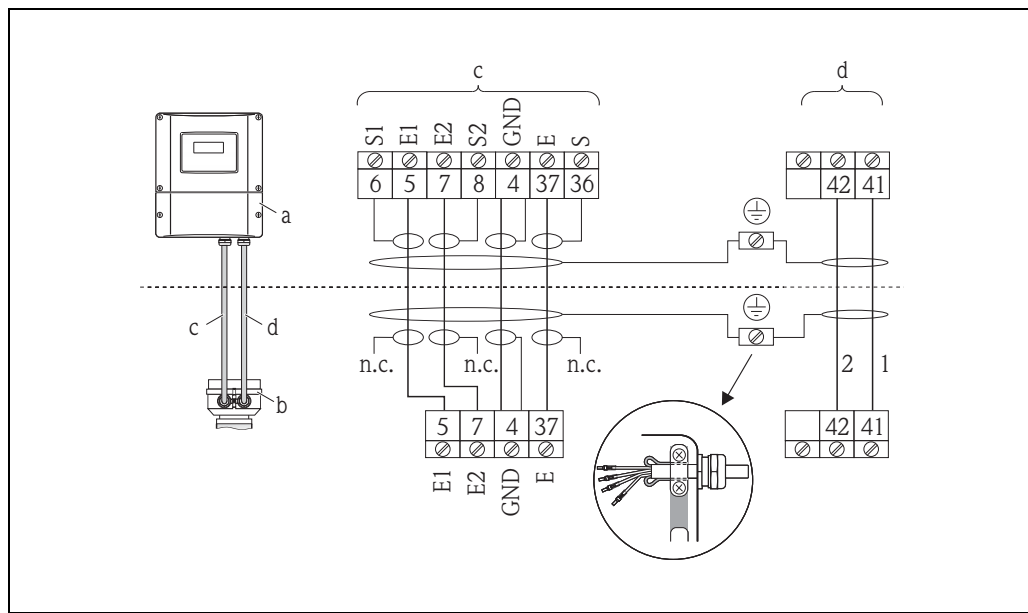 c
d
S1 E1 E2 S2 GND E S
6 5 7 8 4 37 36
42 41
a
c
d
b
n.c. n.c. n.c.
2 1
5 7 4 37
42 41
E1 E2 GND E